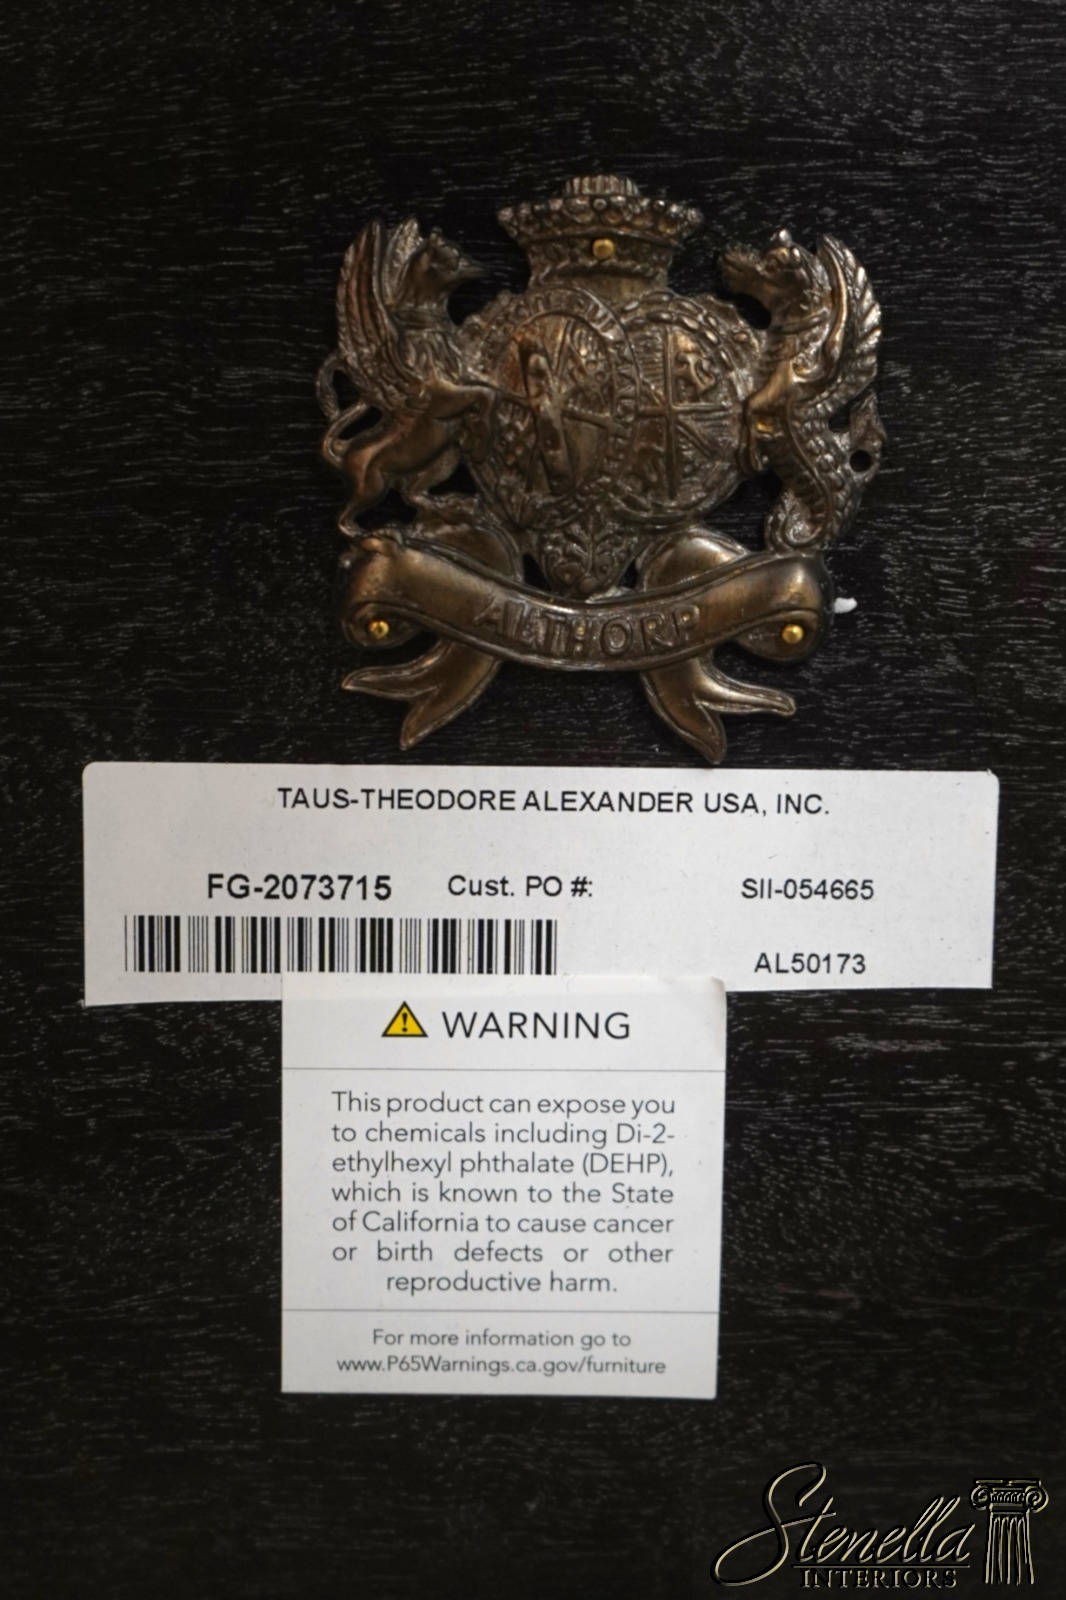 ALTHORP
TAUS-THEODORE ALEXANDER USA, INC.
FG-2073715 Cust. PO #: SII-054665
AL50173
WARNING
This product can expose you
to chemicals including Di-2-
ethylhexyl phthalate (DEHP),
which is known to the State
of California to cause cancer
or birth defects or other
reproductive harm.
For more information go to
www.P65Warnings.ca.gov/furniture
Stenella
INTERIORS